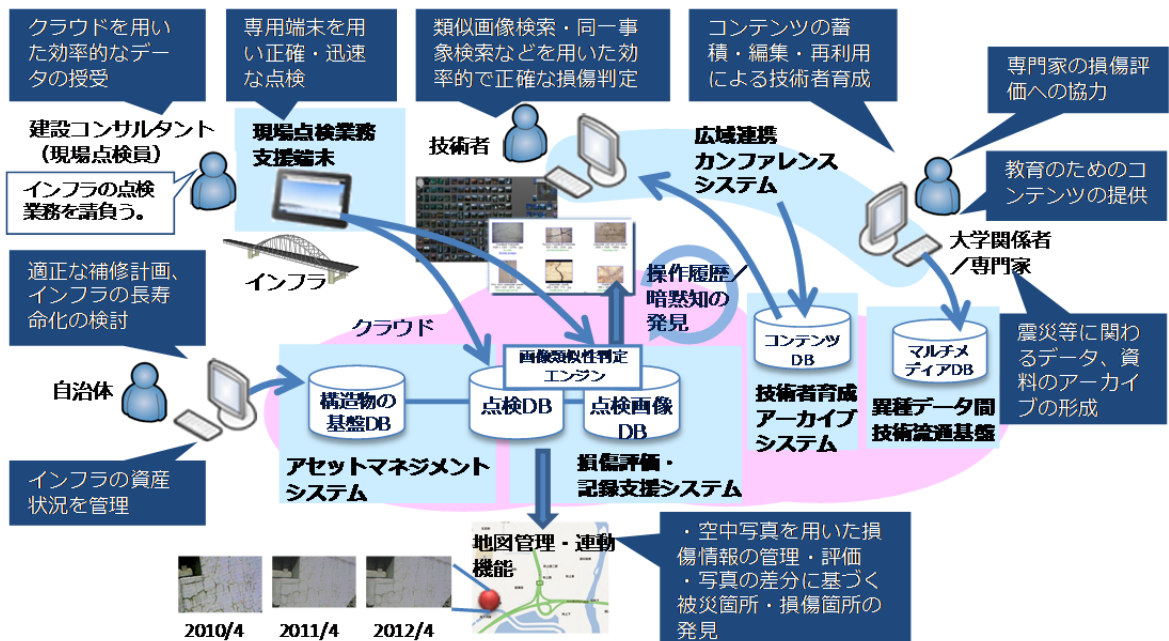 クラウドを用い
た効率的なデー
タの授受
専用端末を用
い正確・迅速
な点検
類似画像検索・同一事
象検索などを用いた効
率的で正確な損傷判定
コンテンツの蓄
積・編集・再利用
による技術者育成
専門家の損傷評
価への協力
建設コンサルタント
（現場点検員）
インフラの点検
業務を請負う。
現場点検業務
支援端末
技術者
広域連携
カンファレンス
システム
教育のためのコ
ンテンツの提供
大学関係者
／専門家
インフラ
適正な補修計画、
インフラの長寿
命化の検討
操作履歴／
暗黙知の
発見
クラウド
画像類似性判定
エンジン
コンテンツ
DB
マルチメ
ディアDB
震災等に関わ
るデータ、資
料のアーカイ
ブの形成
自治体
構造物の
基盤DB
点検DB
点検画像
DB
技術者育成
アーカイブ
システム
異種データ間
技術流通基盤
アセットマネジメント
システム
損傷評価・
記録支援システム
インフラの資産
状況を管理
地図管理・連動
機能
・空中写真を用いた損
傷情報の管理・評価
・写真の差分に基づく
被災箇所・損傷箇所の
発見
2010/4
2011/4
2012/4